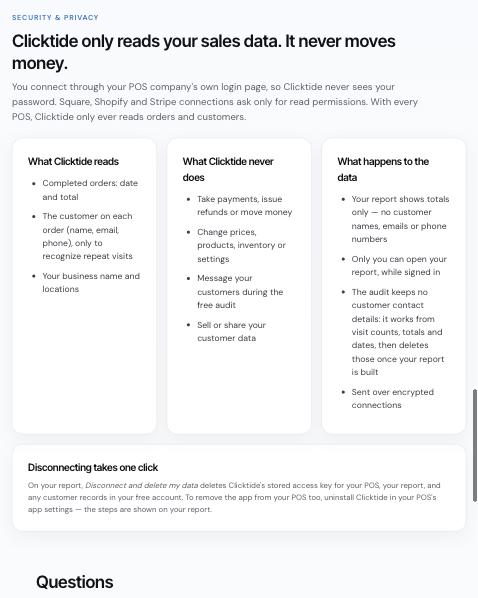 SECURITY & PRIVACY
Clicktide only reads your sales data. It never moves
money.
You connect through your POS company's own login page, so Clicktide never sees your
password. Square, Shopify and Stripe connections ask only for read permissions. With every
POS, Clicktide only ever reads orders and customers.
What Clicktide reads
• Completed orders: date
and total
• The customer on each
order (name, email,
phone), only to
recognize repeat visits
• Your business name and
locations
What Clicktide never
does
• Take payments, issue
refunds or move money
• Change prices,
products, inventory or
settings
• Message your
customers during the
free audit
• Sell or share your
customer data
What happens to the
data
• Your report shows totals
only — no customer
names, emails or phone
numbers
• Only you can open your
report, while signed in
• The audit keeps no
customer contact
details: it works from
visit counts, totals and
dates, then deletes
those once your report
is built
• Sent over encrypted
connections
Disconnecting takes one click
On your report, Disconnect and delete my data deletes Clicktide's stored access key for your POS, your report, and
any customer records in your free account. To remove the app from your POS too, uninstall Clicktide in your POS's
app settings — the steps are shown on your report.
Questions